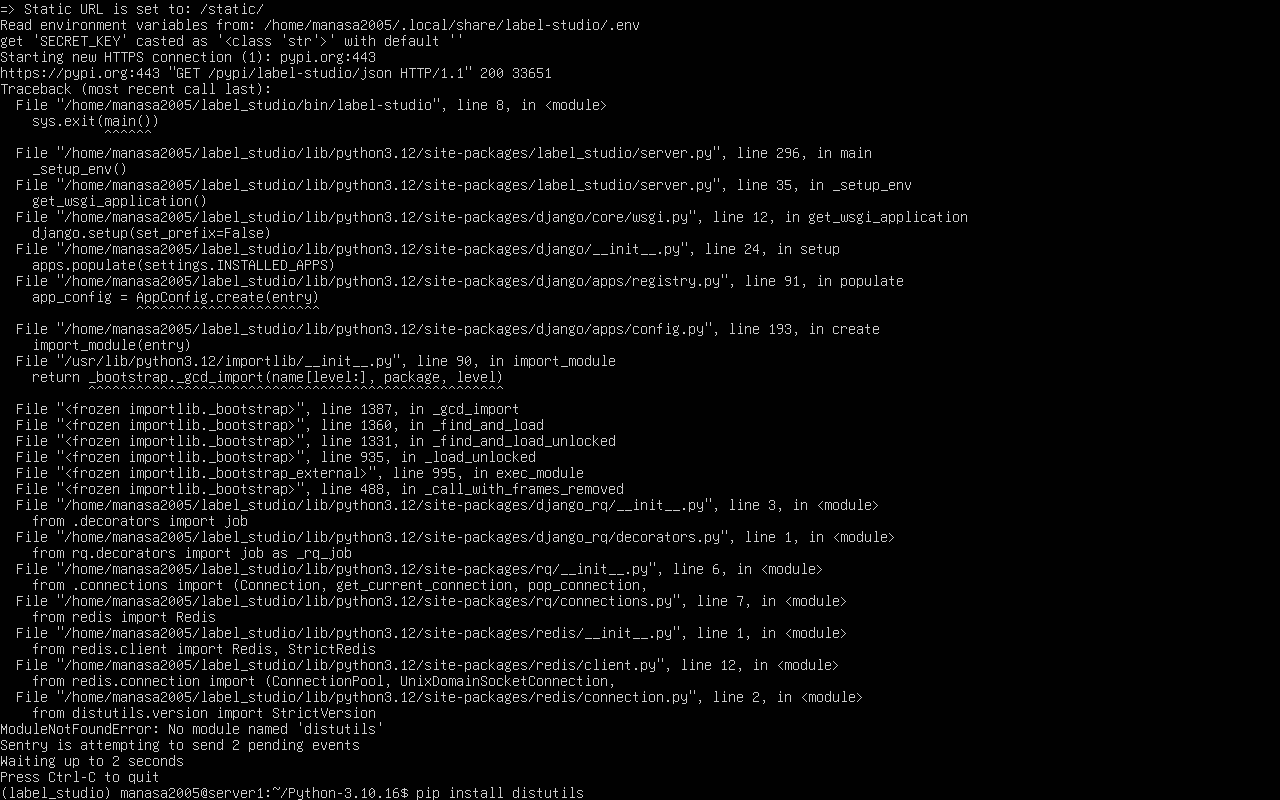 => Static URL is set to: /static/
Read environment variables from: /home/manasa2005/.local/share/label-studio/.env
get 'SECRET_KEY' casted as '<class 'str'>' with default ''
Starting new HTTPS connection (1): pypi.org:443
https://pypi.org:443 "GET /pypi/label-studio/json HTTP/1.1" 200 33651
Traceback (most recent call last):
  File "/home/manasa2005/label_studio/bin/label-studio", line 8, in <module>
    sys.exit(main())
             ^^^^^^
  File "/home/manasa2005/label_studio/lib/python3.12/site-packages/label_studio/server.py", line 296, in main
    _setup_env()
  File "/home/manasa2005/label_studio/lib/python3.12/site-packages/label_studio/server.py", line 35, in _setup_env
    get_wsgi_application()
  File "/home/manasa2005/label_studio/lib/python3.12/site-packages/django/core/wsgi.py", line 12, in get_wsgi_application
    django.setup(set_prefix=False)
  File "/home/manasa2005/label_studio/lib/python3.12/site-packages/django/__init__.py", line 24, in setup
    apps.populate(settings.INSTALLED_APPS)
  File "/home/manasa2005/label_studio/lib/python3.12/site-packages/django/apps/registry.py", line 91, in populate
    app_config = AppConfig.create(entry)
                 ^^^^^^^^^^^^^^^^^^^^^^^
  File "/home/manasa2005/label_studio/lib/python3.12/site-packages/django/apps/config.py", line 193, in create
    import_module(entry)
  File "/usr/lib/python3.12/importlib/__init__.py", line 90, in import_module
    return _bootstrap._gcd_import(name[level:], package, level)
           ^^^^^^^^^^^^^^^^^^^^^^^^^^^^^^^^^^^^^^^^^^^^^^^^^^^^
  File "<frozen importlib._bootstrap>", line 1387, in _gcd_import
  File "<frozen importlib._bootstrap>", line 1360, in _find_and_load
  File "<frozen importlib._bootstrap>", line 1331, in _find_and_load_unlocked
  File "<frozen importlib._bootstrap>", line 935, in _load_unlocked
  File "<frozen importlib._bootstrap_external>", line 995, in exec_module
  File "<frozen importlib._bootstrap>", line 488, in _call_with_frames_removed
  File "/home/manasa2005/label_studio/lib/python3.12/site-packages/django_rq/__init__.py", line 3, in <module>
    from .decorators import job
  File "/home/manasa2005/label_studio/lib/python3.12/site-packages/django_rq/decorators.py", line 1, in <module>
    from rq.decorators import job as _rq_job
  File "/home/manasa2005/label_studio/lib/python3.12/site-packages/rq/__init__.py", line 6, in <module>
    from .connections import (Connection, get_current_connection, pop_connection,
  File "/home/manasa2005/label_studio/lib/python3.12/site-packages/rq/connections.py", line 7, in <module>
    from redis import Redis
  File "/home/manasa2005/label_studio/lib/python3.12/site-packages/redis/__init__.py", line 1, in <module>
    from redis.client import Redis, StrictRedis
  File "/home/manasa2005/label_studio/lib/python3.12/site-packages/redis/client.py", line 12, in <module>
    from redis.connection import (ConnectionPool, UnixDomainSocketConnection,
  File "/home/manasa2005/label_studio/lib/python3.12/site-packages/redis/connection.py", line 2, in <module>
    from distutils.version import StrictVersion
ModuleNotFoundError: No module named 'distutils'
Sentry is attempting to send 2 pending events
Waiting up to 2 seconds
Press Ctrl-C to quit
(label_studio) manasa2005@server1:~/Python-3.10.16$ pip install distutils